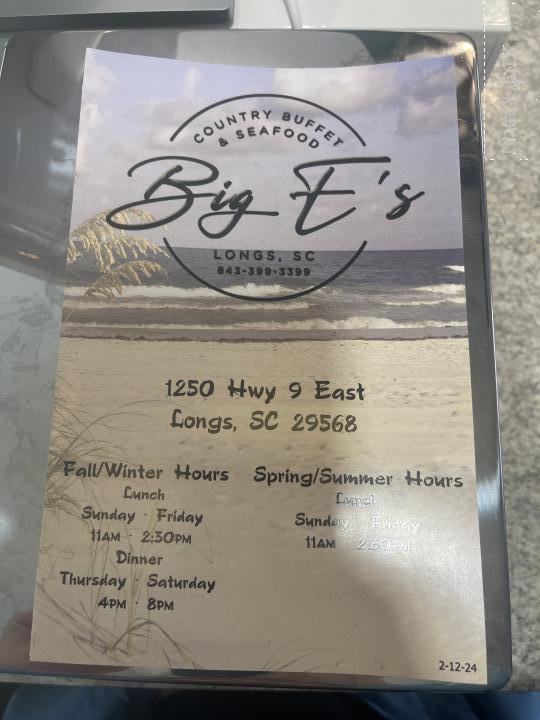 COUNTRY BUFFET
& SEAFOOD
Big E's
LONGS, SC
843-399-3399
1250 Hwy 9 East
Longs, SC 29568
Fall/Winter Hours
Lunch
Sunday - Friday
11AM - 2:30PM
Dinner
Thursday - Saturday
4PM - 8PM
Spring/Summer Hours
Lunch
Sunday - Friday
11AM - 2:30PM
2-12-24